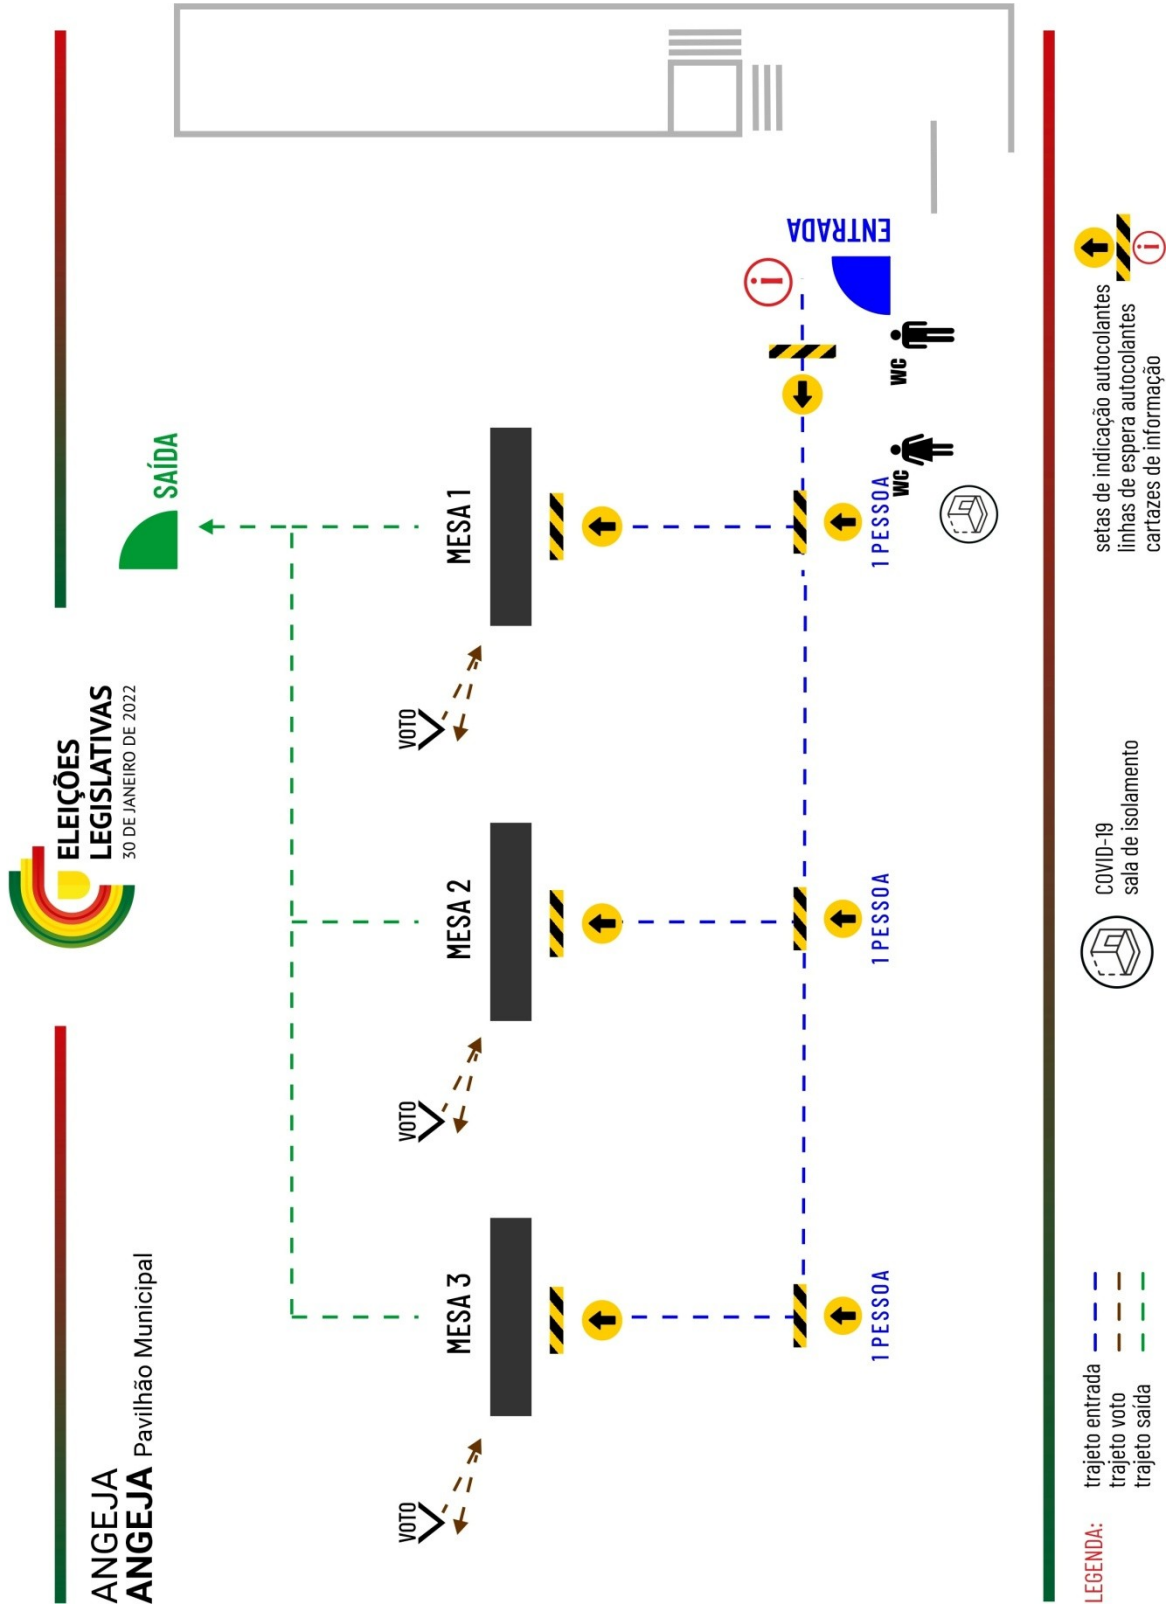 ANGEJA
ANGEJA Pavilhão Municipal
ELEIÇÕES
LEGISLATIVAS
30 DE JANEIRO DE 2022
SAÍDA
VOTO
VOTO
VOTO
MESA 3
MESA 2
MESA 1
ENTRADA
i
1 PESSOA
1 PESSOA
1 PESSOA
WC
WC
LEGENDA:
trajeto entrada
trajeto voto
trajeto saída
COVID-19
sala de isolamento
setas de indicação autocolantes
linhas de espera autocolantes
cartazes de informação
i